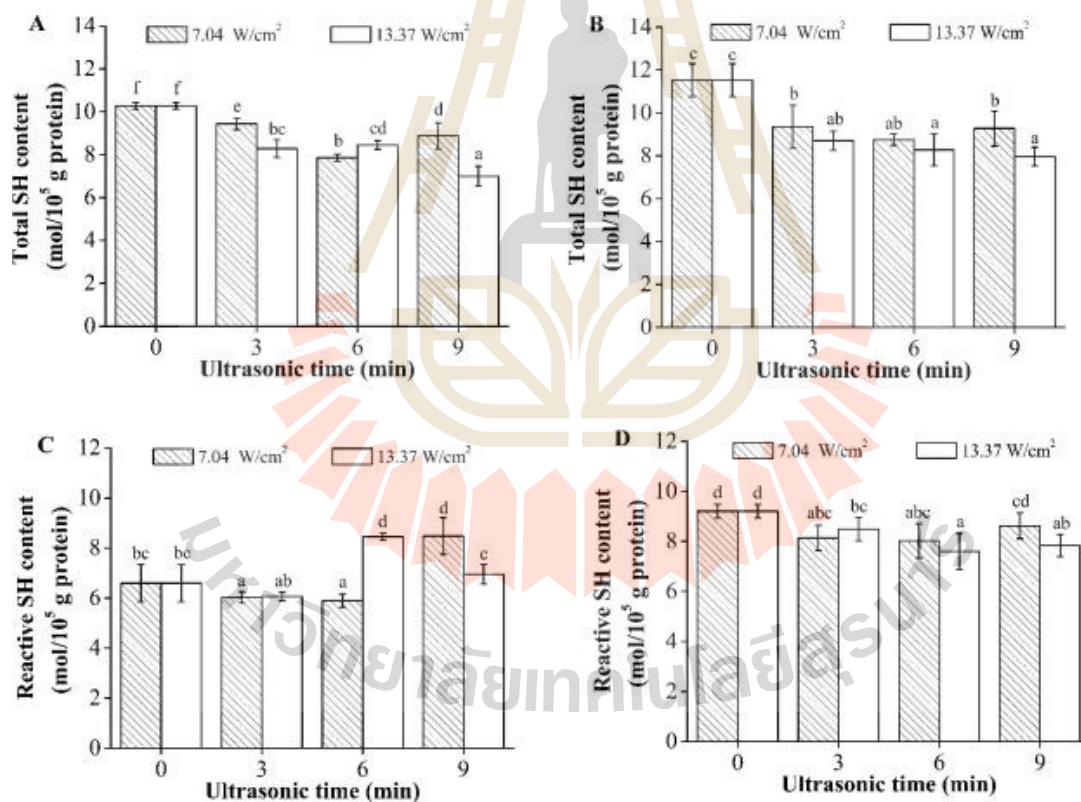 A
7.04 W/cm²
13.37 W/cm²
Total SH content
(mol/10⁵ g protein)
14
12
10
8
6
4
2
0
f
f
e
bc
b
cd
d
a
0 3 6 9
Ultrasonic time (min)
B
7.04 W/cm²
13.37 W/cm²
Total SH content
(mol/10⁵ g protein)
14
12
10
8
6
4
2
0
c
c
b
ab
ab
a
b
a
0 3 6 9
Ultrasonic time (min)
C
7.04 W/cm²
13.37 W/cm²
Reactive SH content
(mol/10⁵ g protein)
12
10
8
6
4
2
0
bc
bc
a
ab
a
d
d
c
0 3 6 9
Ultrasonic time (min)
D
7.04 W/cm²
13.37 W/cm²
Reactive SH content
(mol/10⁵ g protein)
12
10
8
6
4
2
0
d
d
abc
bc
abc
a
cd
ab
0 3 6 9
Ultrasonic time (min)
มหาวิทยาลัยเทคโนโลยีสุรนารี